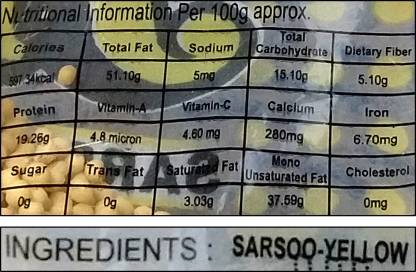 Nutritional Information Per 100g approx.
Calories Total Fat Sodium Total Carbohydrate Dietary Fiber
597.34kcal 51.10g 5mg 15.10g 5.10g
Protein Vitamin-A Vitamin-C Calcium Iron
19.26g 4.8 micron 4.60 mg 280mg 6.70mg
Sugar Trans Fat Saturated Fat Mono Unsaturated Fat Cholesterol
0g 0g 3.03g 37.59g 0mg
INGREDIENTS : SARSOO-YELLOW